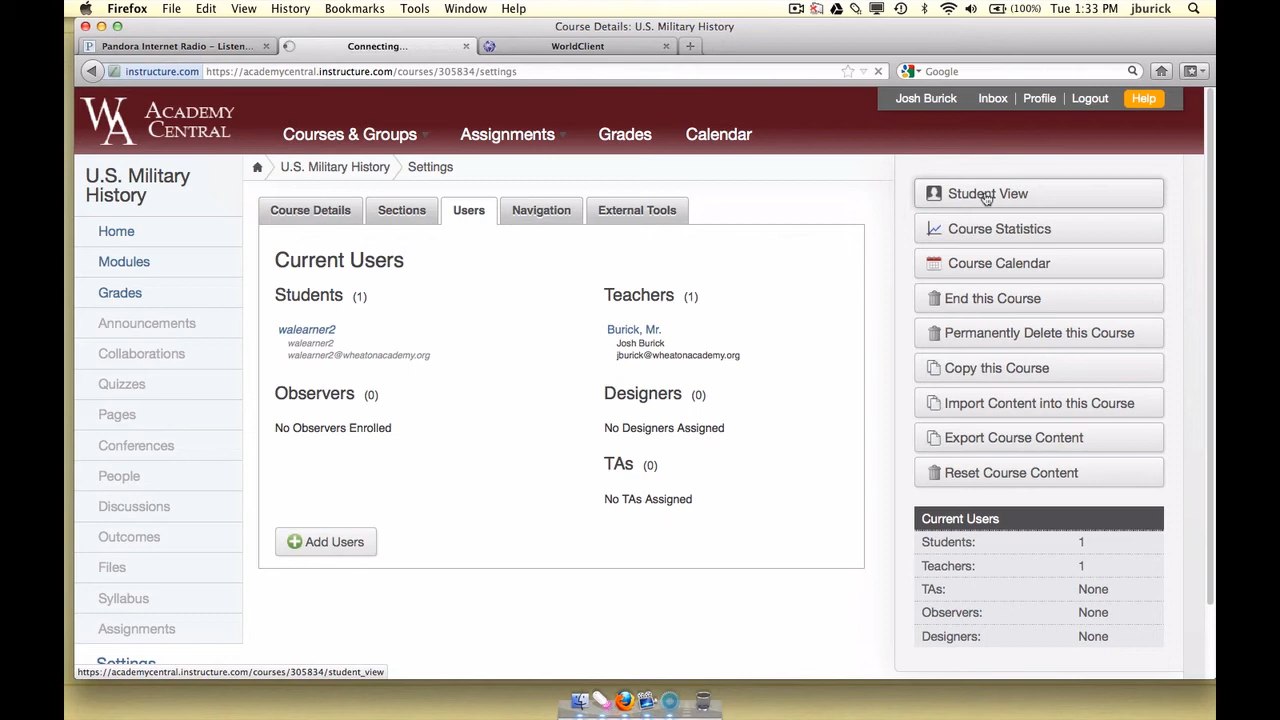 Firefox File Edit View History Bookmarks Tools Window Help (100%) Tue 1:33 PM jburick
Course Details: U.S. Military History
Pandora Internet Radio – Listen... Connecting... WorldClient
instructure.com https://academycentral.instructure.com/courses/305834/settings Google
Josh Burick Inbox Profile Logout Help
WA ACADEMY CENTRAL
Courses & Groups Assignments Grades Calendar
U.S. Military History
Home
Modules
Grades
Announcements
Collaborations
Quizzes
Pages
Conferences
People
Discussions
Outcomes
Files
Syllabus
Assignments
Settings
U.S. Military History Settings
Course Details Sections Users Navigation External Tools
Current Users
Students (1)
walearner2
walearner2
walearner2@wheatonacademy.org
Teachers (1)
Burick, Mr.
Josh Burick
jburick@wheatonacademy.org
Observers (0)
No Observers Enrolled
Designers (0)
No Designers Assigned
TAs (0)
No TAs Assigned
Add Users
Student View
Course Statistics
Course Calendar
End this Course
Permanently Delete this Course
Copy this Course
Import Content into this Course
Export Course Content
Reset Course Content
Current Users
Students: 1
Teachers: 1
TAs: None
Observers: None
Designers: None
https://academycentral.instructure.com/courses/305834/student_view